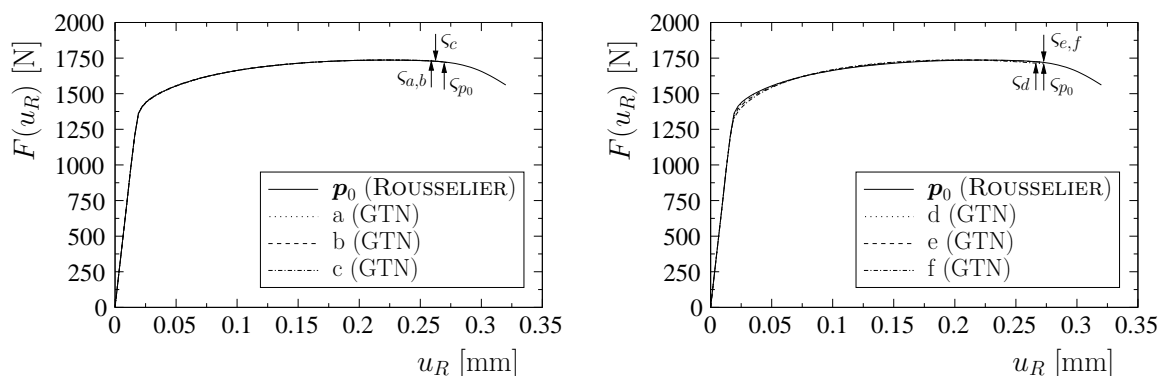 2000
1750
1500
1250
1000
750
500
250
0
F(u_R) [N]
ς_c
ς_{a,b}
ς_{p_0}
p_0 (ROUSSELIER)
a (GTN)
b (GTN)
c (GTN)
0 0.05 0.1 0.15 0.2 0.25 0.3 0.35
u_R [mm]
2000
1750
1500
1250
1000
750
500
250
0
F(u_R) [N]
ς_{e,f}
ς_d
ς_{p_0}
p_0 (ROUSSELIER)
d (GTN)
e (GTN)
f (GTN)
0 0.05 0.1 0.15 0.2 0.25 0.3 0.35
u_R [mm]